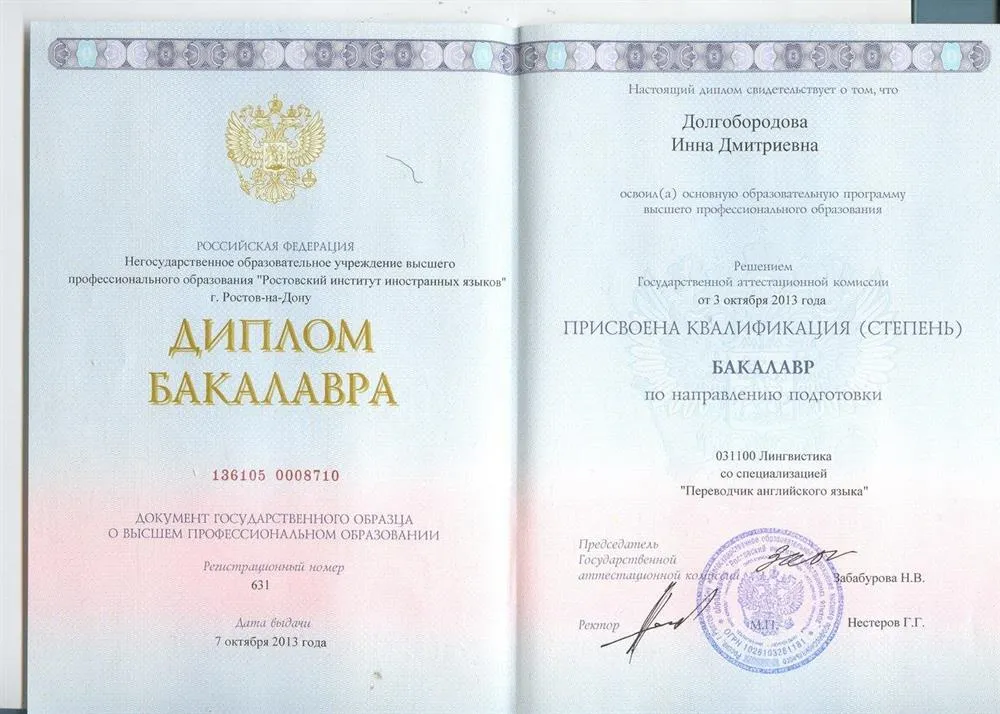 РОССИЙСКАЯ ФЕДЕРАЦИЯ
Негосударственное образовательное учреждение высшего
профессионального образования "Ростовский институт иностранных языков"
г. Ростов-на-Дону
ДИПЛОМ
БАКАЛАВРА
136105 0008710
ДОКУМЕНТ ГОСУДАРСТВЕННОГО ОБРАЗЦА
О ВЫСШЕМ ПРОФЕССИОНАЛЬНОМ ОБРАЗОВАНИИ
Регистрационный номер
631
Дата выдачи
7 октября 2013 года
Настоящий диплом свидетельствует о том, что
Долгобородова
Инна Дмитриевна
освоил(а) основную образовательную программу
высшего профессионального образования
Решением
Государственной аттестационной комиссии
от 3 октября 2013 года
ПРИСВОЕНА КВАЛИФИКАЦИЯ (СТЕПЕНЬ)
БАКАЛАВР
по направлению подготовки
031100 Лингвистика
со специализацией
"Переводчик английского языка"
Председатель
Государственной
аттестационной комиссии
Забабурова Н.В.
Ректор
М.П.
Нестеров Г.Г.